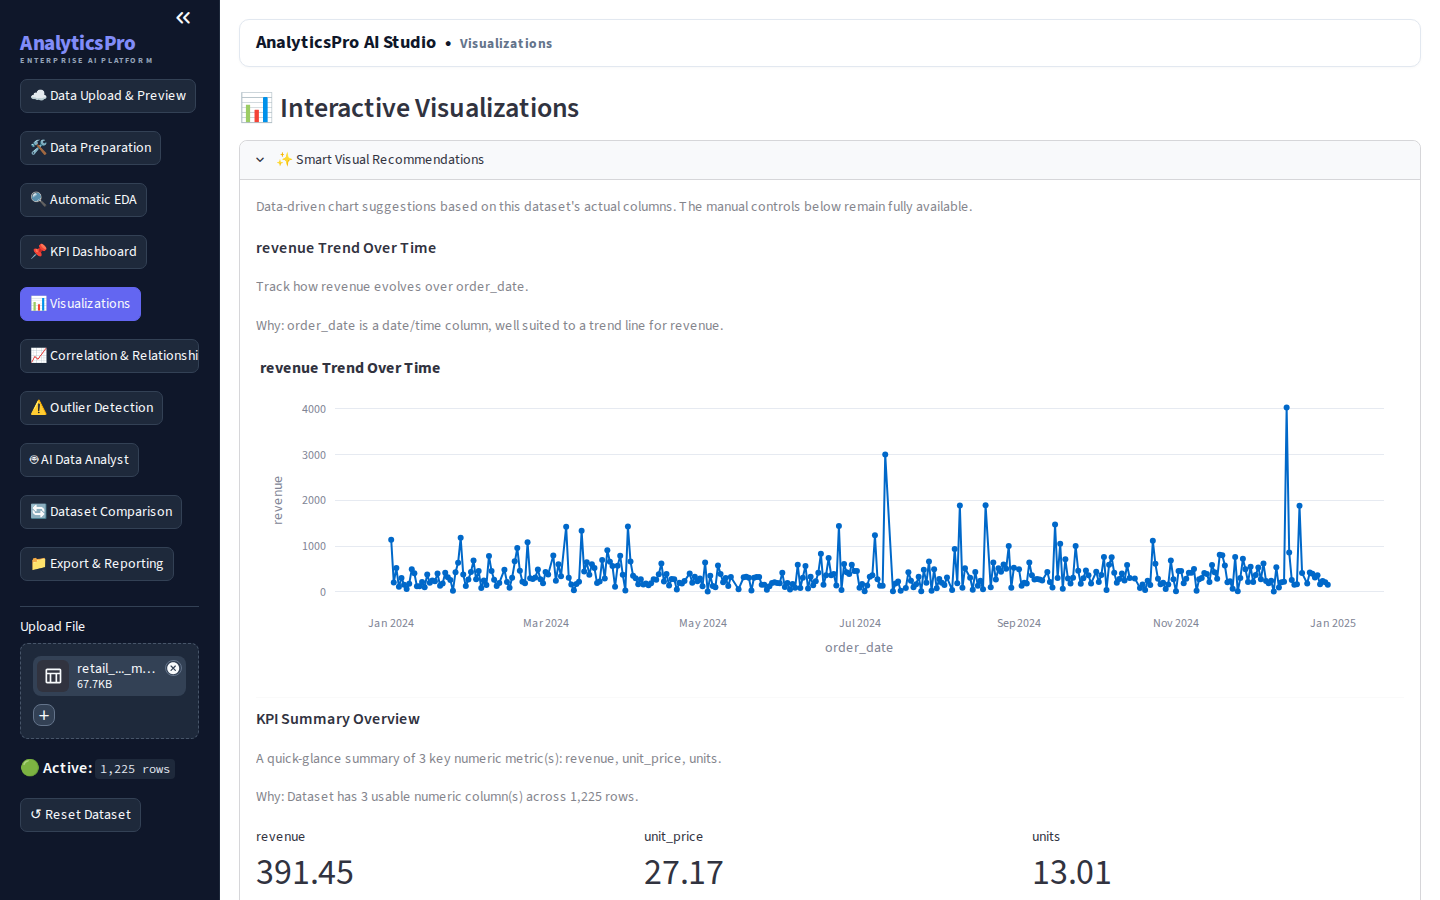 AnalyticsPro
ENTERPRISE AI PLATFORM
Data Upload & Preview
Data Preparation
Automatic EDA
KPI Dashboard
Visualizations
Correlation & Relationshi
Outlier Detection
AI Data Analyst
Dataset Comparison
Export & Reporting
Upload File
retail_..._m...
67.7KB
Active: 1,225 rows
↺ Reset Dataset
AnalyticsPro AI Studio • Visualizations
Interactive Visualizations
Smart Visual Recommendations
Data-driven chart suggestions based on this dataset's actual columns. The manual controls below remain fully available.
revenue Trend Over Time
Track how revenue evolves over order_date.
Why: order_date is a date/time column, well suited to a trend line for revenue.
revenue Trend Over Time
4000
3000
2000
1000
0
revenue
Jan 2024 Mar 2024 May 2024 Jul 2024 Sep 2024 Nov 2024 Jan 2025
order_date
KPI Summary Overview
A quick-glance summary of 3 key numeric metric(s): revenue, unit_price, units.
Why: Dataset has 3 usable numeric column(s) across 1,225 rows.
revenue unit_price units
391.45 27.17 13.01